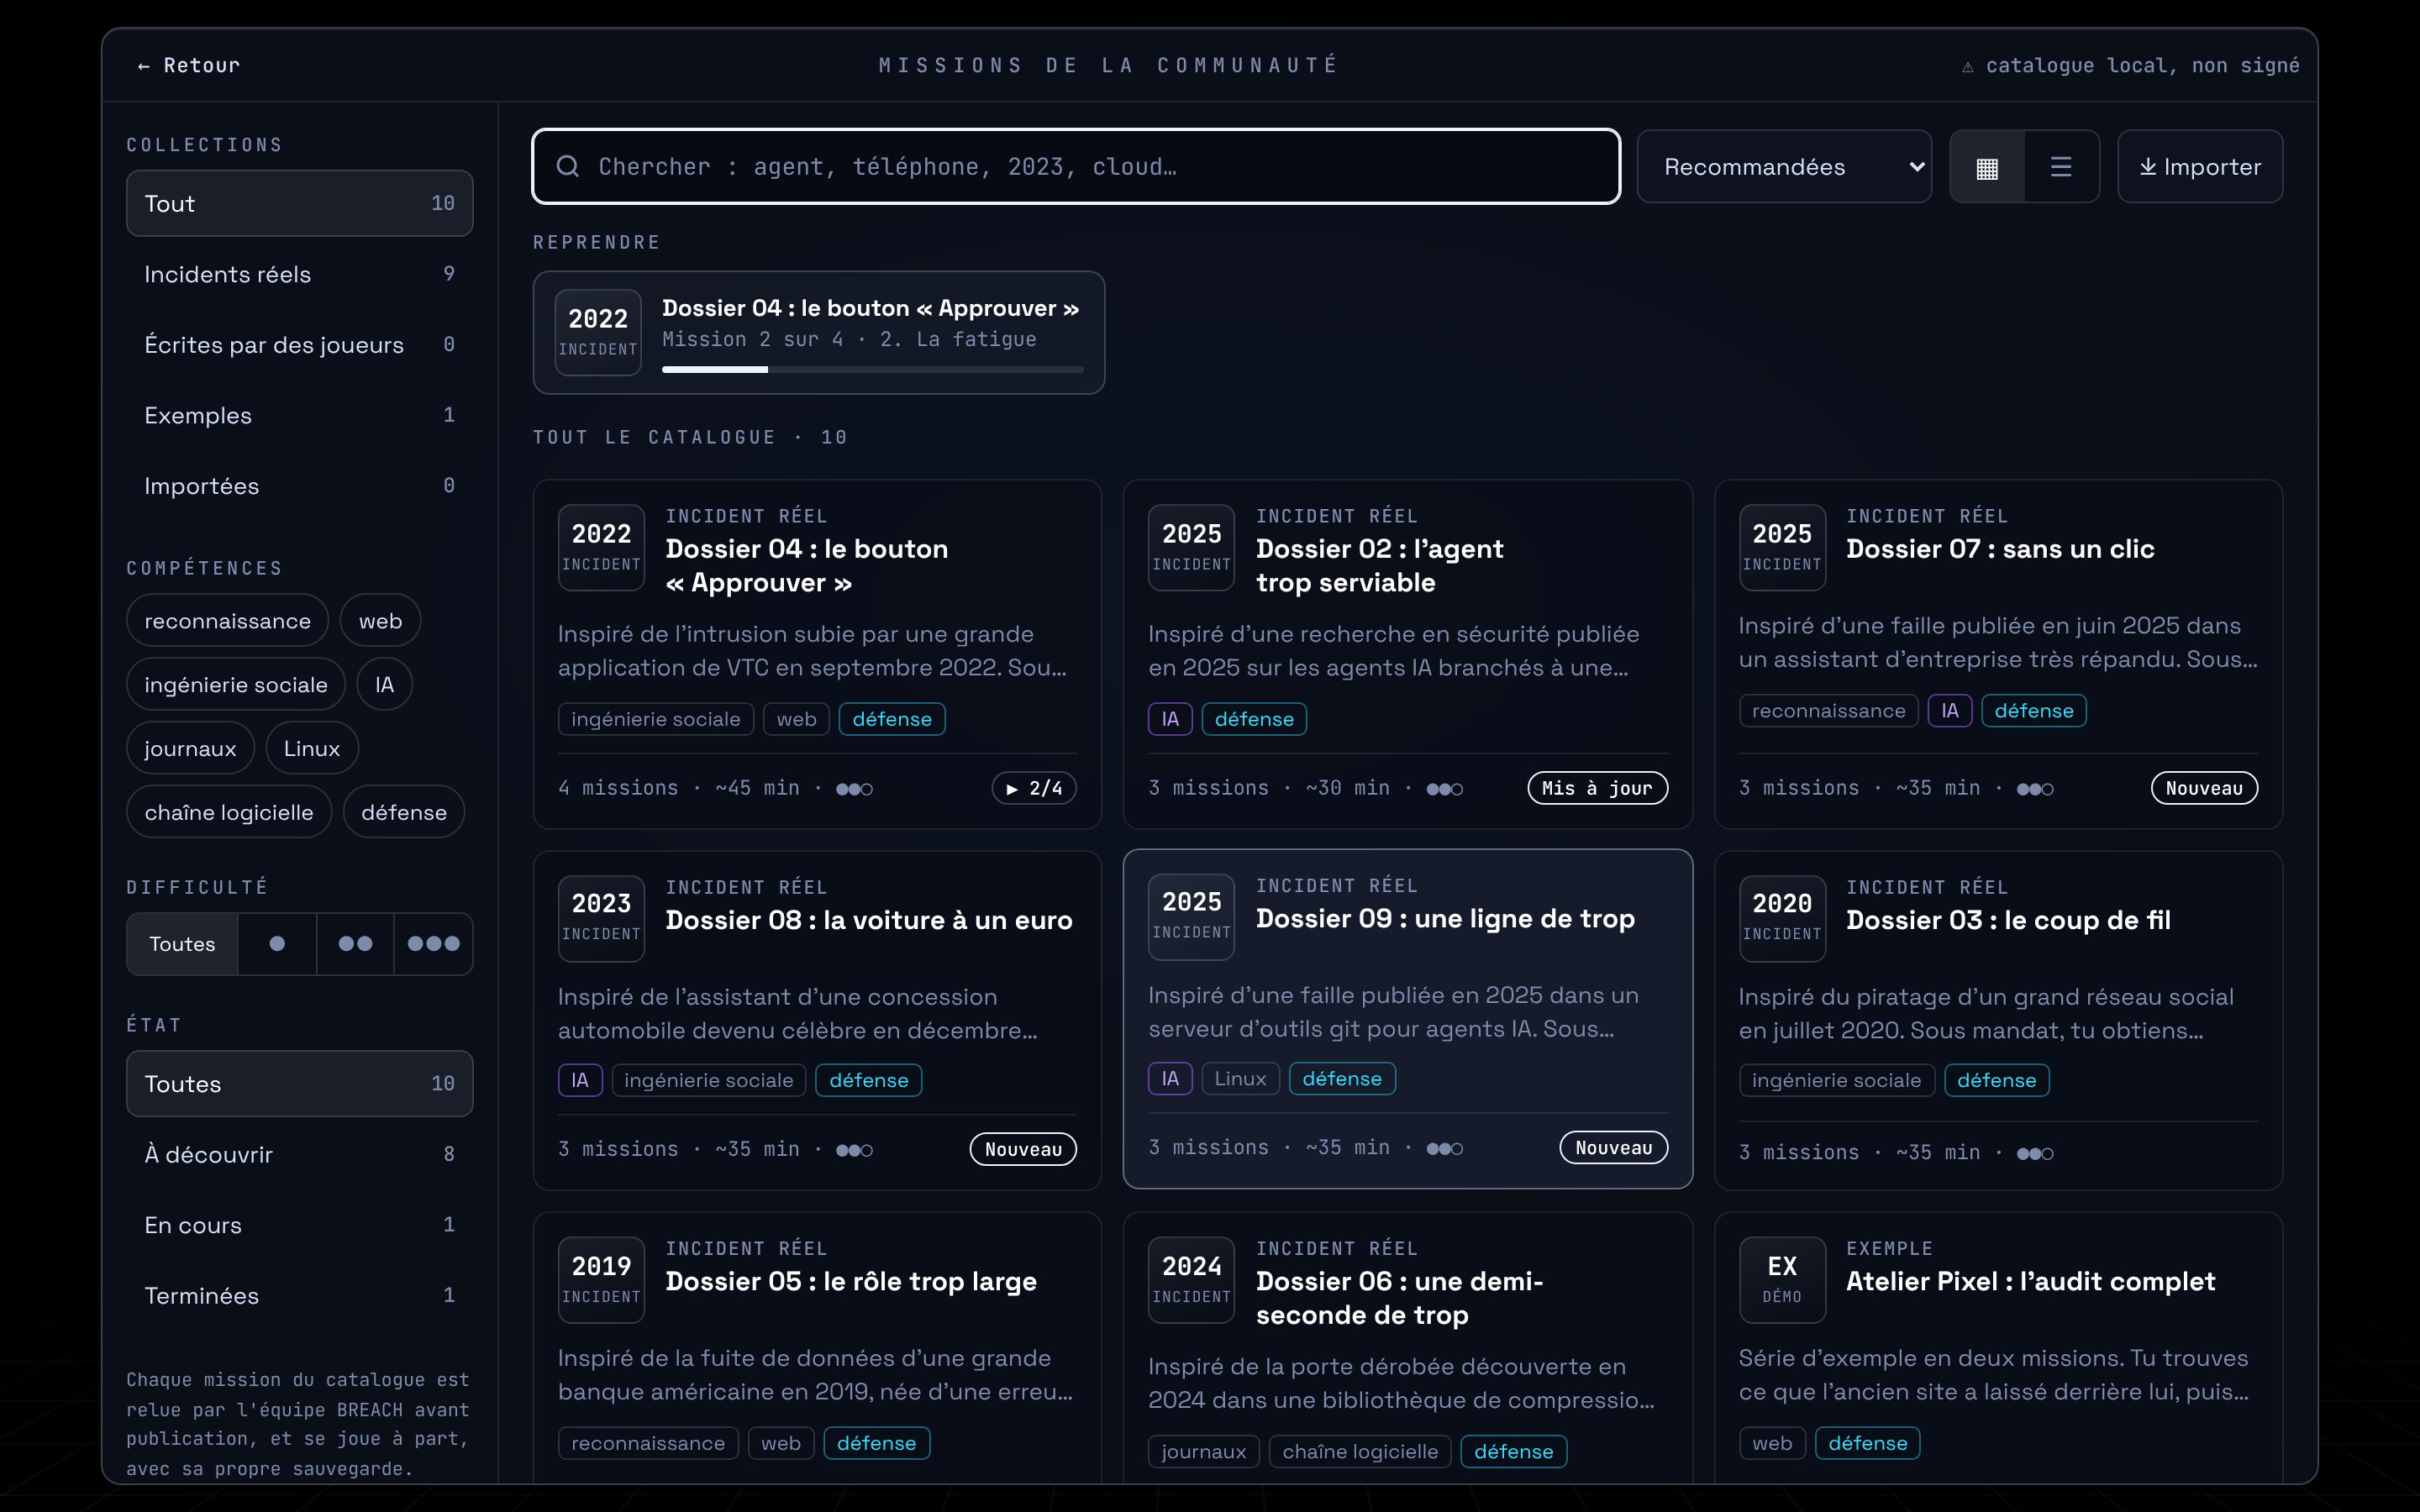 ← Retour
MISSIONS DE LA COMMUNAUTÉ
⚠ catalogue local, non signé
COLLECTIONS
Tout 10
Incidents réels 9
Écrites par des joueurs 0
Exemples 1
Importées 0
COMPÉTENCES
reconnaissance web
ingénierie sociale IA
journaux Linux
chaîne logicielle défense
DIFFICULTÉ
Toutes ● ●● ●●●
ÉTAT
Toutes 10
À découvrir 8
En cours 1
Terminées 1
Chaque mission du catalogue est
relue par l'équipe BREACH avant
publication, et se joue à part,
avec sa propre sauvegarde.
Chercher : agent, téléphone, 2023, cloud…
Recommandées
Importer
REPRENDRE
2022
INCIDENT
Dossier 04 : le bouton « Approuver »
Mission 2 sur 4 · 2. La fatigue
TOUT LE CATALOGUE · 10
2022
INCIDENT
INCIDENT RÉEL
Dossier 04 : le bouton
« Approuver »
Inspiré de l’intrusion subie par une grande
application de VTC en septembre 2022. Sou…
ingénierie sociale web défense
4 missions · ~45 min · ●●○ ▶ 2/4
2025
INCIDENT
INCIDENT RÉEL
Dossier 02 : l’agent
trop serviable
Inspiré d’une recherche en sécurité publiée
en 2025 sur les agents IA branchés à une…
IA défense
3 missions · ~30 min · ●●○ Mis à jour
2025
INCIDENT
INCIDENT RÉEL
Dossier 07 : sans un clic
Inspiré d’une faille publiée en juin 2025 dans
un assistant d’entreprise très répandu. Sous…
reconnaissance IA défense
3 missions · ~35 min · ●●○ Nouveau
2023
INCIDENT
INCIDENT RÉEL
Dossier 08 : la voiture à un euro
Inspiré de l’assistant d’une concession
automobile devenu célèbre en décembre…
IA ingénierie sociale défense
3 missions · ~35 min · ●●○ Nouveau
2025
INCIDENT
INCIDENT RÉEL
Dossier 09 : une ligne de trop
Inspiré d’une faille publiée en 2025 dans un
serveur d’outils git pour agents IA. Sous…
IA Linux défense
3 missions · ~35 min · ●●○ Nouveau
2020
INCIDENT
INCIDENT RÉEL
Dossier 03 : le coup de fil
Inspiré du piratage d’un grand réseau social
en juillet 2020. Sous mandat, tu obtiens…
ingénierie sociale défense
3 missions · ~35 min · ●●○
2019
INCIDENT
INCIDENT RÉEL
Dossier 05 : le rôle trop large
Inspiré de la fuite de données d’une grande
banque américaine en 2019, née d’une erreu…
reconnaissance web défense
2024
INCIDENT
INCIDENT RÉEL
Dossier 06 : une demi-
seconde de trop
Inspiré de la porte dérobée découverte en
2024 dans une bibliothèque de compressio…
journaux chaîne logicielle défense
EX
DÉMO
EXEMPLE
Atelier Pixel : l’audit complet
Série d’exemple en deux missions. Tu trouves
ce que l’ancien site a laissé derrière lui, puis…
web défense